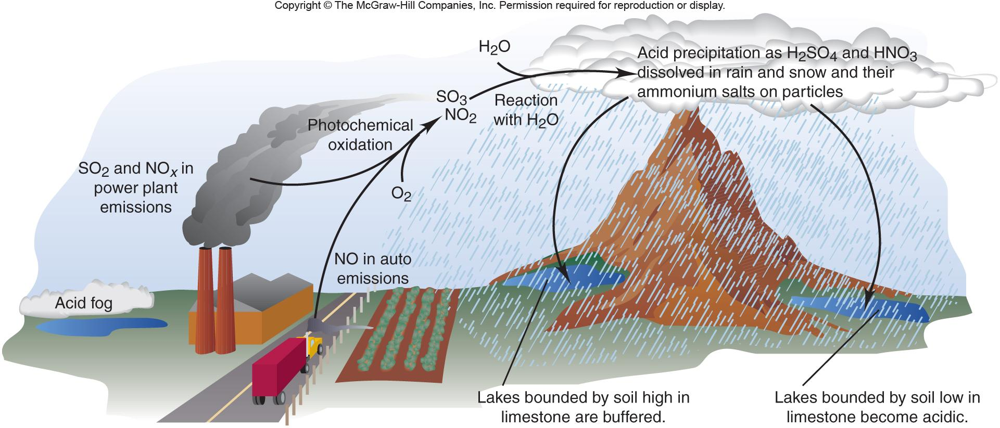 Copyright © The McGraw-Hill Companies, Inc. Permission required for reproduction or display.
H₂O
Acid precipitation as H₂SO₄ and HNO₃
dissolved in rain and snow and their
ammonium salts on particles
SO₃
NO₂
Reaction
with H₂O
Photochemical
oxidation
SO₂ and NOₓ in
power plant
emissions
O₂
NO in auto
emissions
Acid fog
Lakes bounded by soil high in
limestone are buffered.
Lakes bounded by soil low in
limestone become acidic.